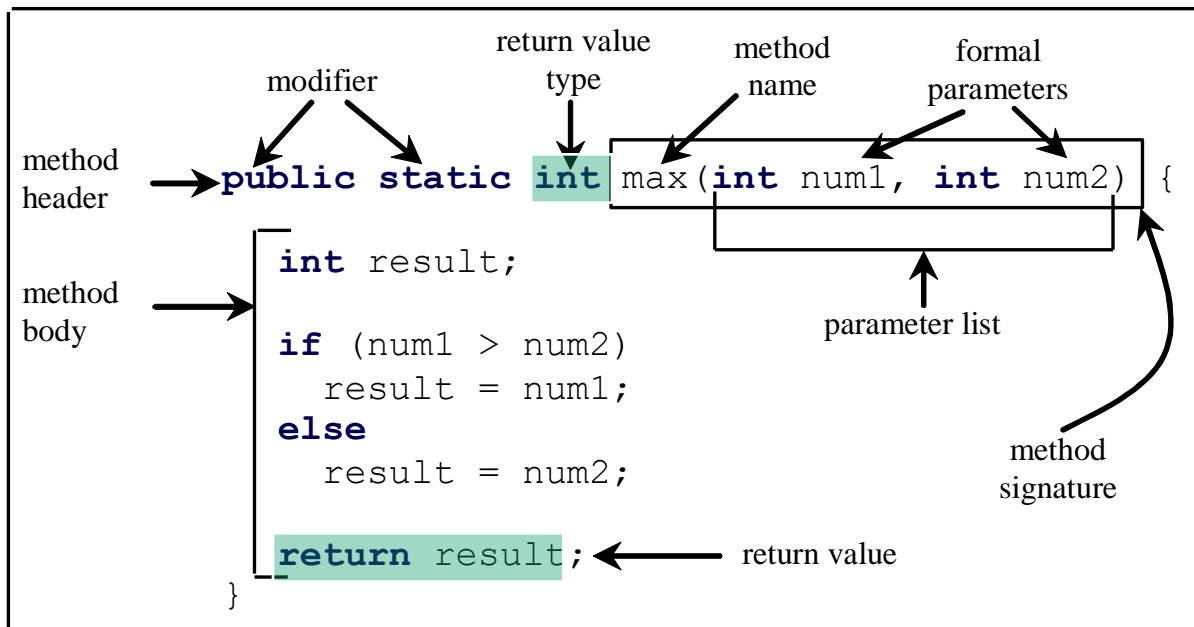 return value
type
method
name
formal
parameters
modifier
method
header
public static int max(int num1, int num2) {
int result;
method
body
parameter list
if (num1 > num2)
result = num1;
else
result = num2;
method
signature
return result;
return value
}